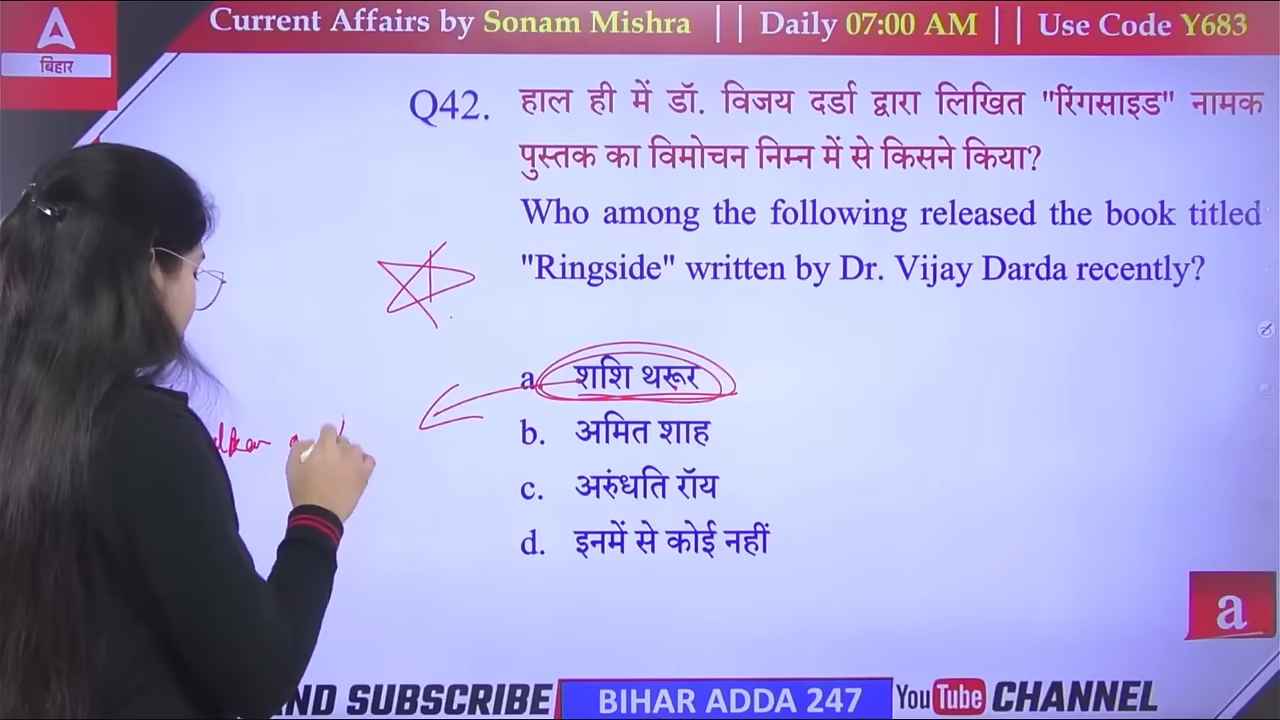 Current Affairs by Sonam Mishra || Daily 07:00 AM || Use Code Y683
A
बिहार
Q42. हाल ही में डॉ. विजय दर्डा द्वारा लिखित "रिंगसाइड" नामक
पुस्तक का विमोचन निम्न में से किसने किया?
Who among the following released the book titled
"Ringside" written by Dr. Vijay Darda recently?
a शशि थरूर
b. अमित शाह
c. अरुंधति रॉय
d. इनमें से कोई नहीं
a
SUBSCRIBE BIHAR ADDA 247 YouTube CHANNEL